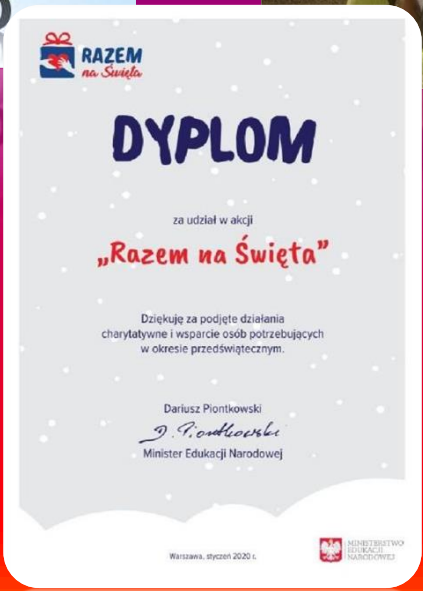 RAZEM
na Święta
DYPLOM
za udział w akcji
„Razem na Święta”
Dziękuję za podjęte działania
charytatywne i wsparcie osób potrzebujących
w okresie przedświątecznym.
Dariusz Piontkowski
D. Piontkowski
Minister Edukacji Narodowej
Warszawa, styczeń 2020 r.
MINISTERSTWO
EDUKACJI
NARODOWEJ